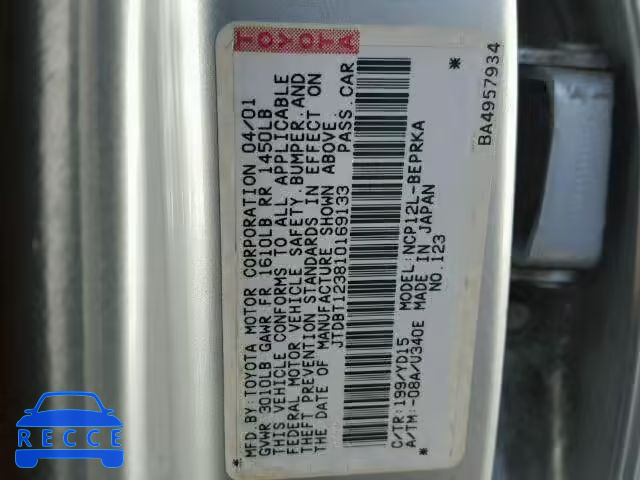 TOYOTA
MFD.BY:TOYOTA MOTOR CORPORATION 04/01
GVWR 3010LB GAWR FR 1610LB RR 1450LB
THIS VEHICLE CONFORMS TO ALL APPLICABLE
FEDERAL MOTOR VEHICLE SAFETY,BUMPER,AND
THEFT PREVENTION STANDARDS IN EFFECT ON
THE DATE OF MANUFACTURE SHOWN ABOVE.
* JTDBT123810169133 PASS.CAR *
C/TR:199/YD15 MODEL:NCP12L-BEPRKA
A/TM:-08A/U340E MADE IN JAPAN
NO.123
BA4957934
RECCE